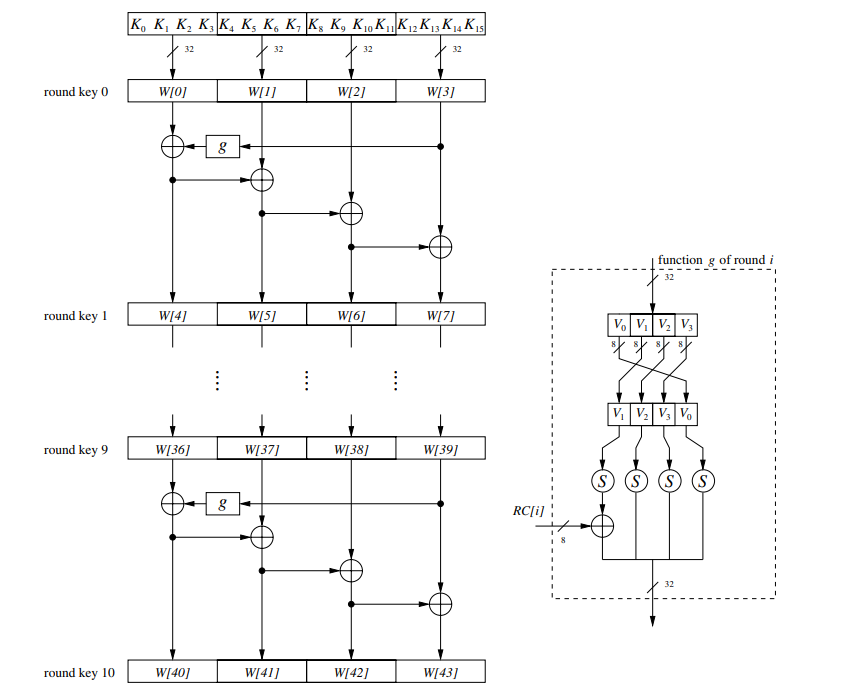 K0 K1 K2 K3 K4 K5 K6 K7 K8 K9 K10 K11 K12 K13 K14 K15
32 32 32 32
round key 0 W[0] W[1] W[2] W[3]
g
round key 1 W[4] W[5] W[6] W[7]
round key 9 W[36] W[37] W[38] W[39]
g
round key 10 W[40] W[41] W[42] W[43]
function g of round i
32
V0 V1 V2 V3
8 8 8 8
V1 V2 V3 V0
S S S S
RC[i]
8
32